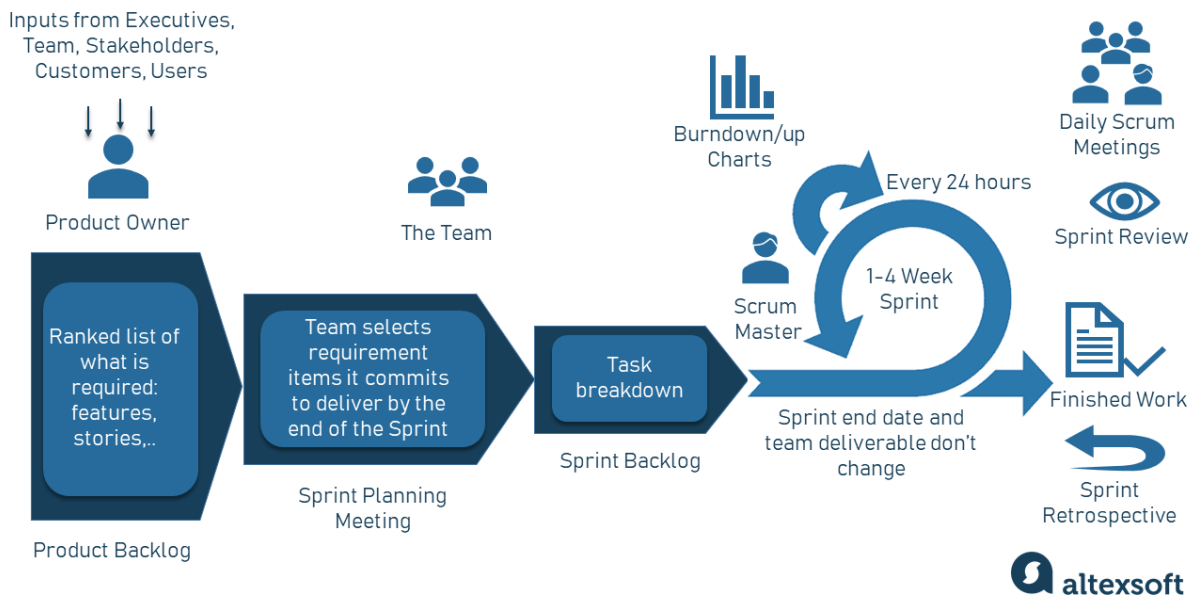 Inputs from Executives,
Team, Stakeholders,
Customers, Users
Product Owner
Ranked list of
what is
required:
features,
stories,..
Product Backlog
The Team
Team selects
requirement
items it commits
to deliver by the
end of the Sprint
Sprint Planning
Meeting
Task
breakdown
Sprint Backlog
Burndown/up
Charts
Scrum
Master
Every 24 hours
1-4 Week
Sprint
Sprint end date and
team deliverable don't
change
Daily Scrum
Meetings
Sprint Review
Finished Work
Sprint
Retrospective
altexsoft